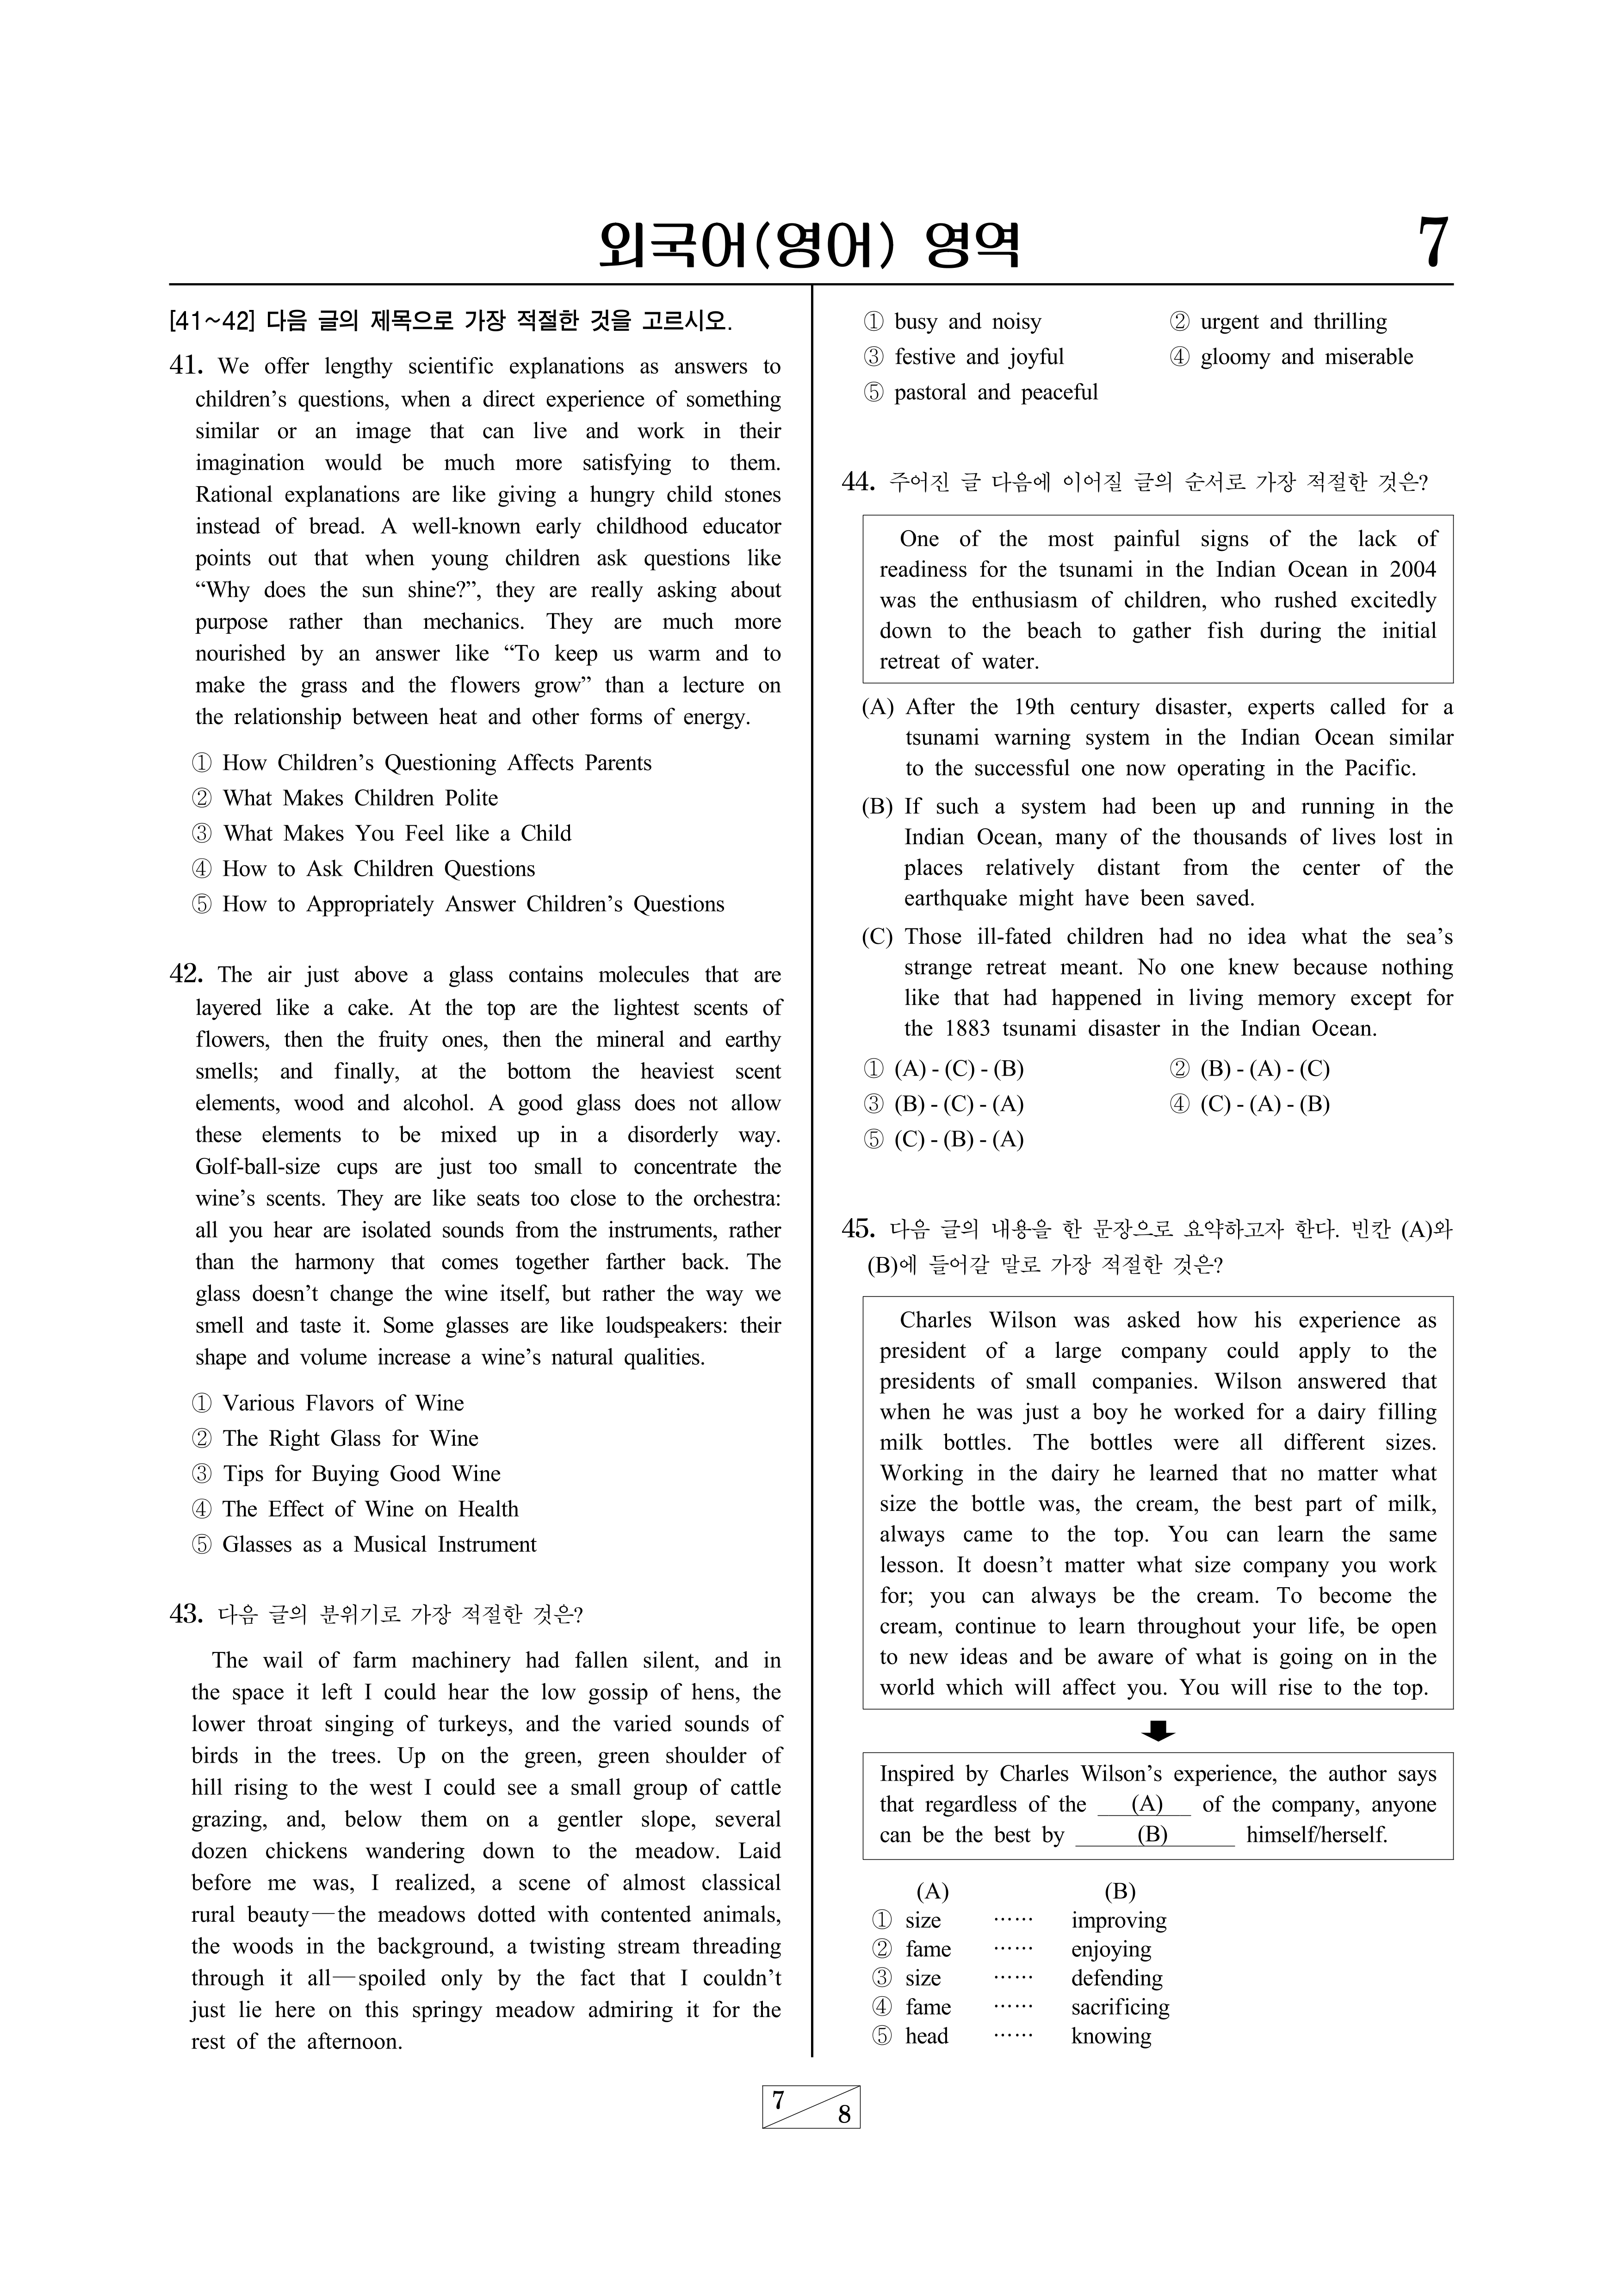 외국어(영어) 영역
7
[41~42] 다음 글의 제목으로 가장 적절한 것을 고르시오.
41. We offer lengthy scientific explanations as answers to
children’s questions, when a direct experience of something
similar or an image that can live and work in their
imagination would be much more satisfying to them.
Rational explanations are like giving a hungry child stones
instead of bread. A well-known early childhood educator
points out that when young children ask questions like
“Why does the sun shine?”, they are really asking about
purpose rather than mechanics. They are much more
nourished by an answer like “To keep us warm and to
make the grass and the flowers grow” than a lecture on
the relationship between heat and other forms of energy.
① How Children’s Questioning Affects Parents
② What Makes Children Polite
③ What Makes You Feel like a Child
④ How to Ask Children Questions
⑤ How to Appropriately Answer Children’s Questions
42. The air just above a glass contains molecules that are
layered like a cake. At the top are the lightest scents of
flowers, then the fruity ones, then the mineral and earthy
smells; and finally, at the bottom the heaviest scent
elements, wood and alcohol. A good glass does not allow
these elements to be mixed up in a disorderly way.
Golf-ball-size cups are just too small to concentrate the
wine’s scents. They are like seats too close to the orchestra:
all you hear are isolated sounds from the instruments, rather
than the harmony that comes together farther back. The
glass doesn’t change the wine itself, but rather the way we
smell and taste it. Some glasses are like loudspeakers: their
shape and volume increase a wine’s natural qualities.
① Various Flavors of Wine
② The Right Glass for Wine
③ Tips for Buying Good Wine
④ The Effect of Wine on Health
⑤ Glasses as a Musical Instrument
43. 다음 글의 분위기로 가장 적절한 것은?
The wail of farm machinery had fallen silent, and in
the space it left I could hear the low gossip of hens, the
lower throat singing of turkeys, and the varied sounds of
birds in the trees. Up on the green, green shoulder of
hill rising to the west I could see a small group of cattle
grazing, and, below them on a gentler slope, several
dozen chickens wandering down to the meadow. Laid
before me was, I realized, a scene of almost classical
rural beauty—the meadows dotted with contented animals,
the woods in the background, a twisting stream threading
through it all—spoiled only by the fact that I couldn’t
just lie here on this springy meadow admiring it for the
rest of the afternoon.
① busy and noisy ② urgent and thrilling
③ festive and joyful ④ gloomy and miserable
⑤ pastoral and peaceful
44. 주어진 글 다음에 이어질 글의 순서로 가장 적절한 것은?
One of the most painful signs of the lack of
readiness for the tsunami in the Indian Ocean in 2004
was the enthusiasm of children, who rushed excitedly
down to the beach to gather fish during the initial
retreat of water.
(A) After the 19th century disaster, experts called for a
tsunami warning system in the Indian Ocean similar
to the successful one now operating in the Pacific.
(B) If such a system had been up and running in the
Indian Ocean, many of the thousands of lives lost in
places relatively distant from the center of the
earthquake might have been saved.
(C) Those ill-fated children had no idea what the sea’s
strange retreat meant. No one knew because nothing
like that had happened in living memory except for
the 1883 tsunami disaster in the Indian Ocean.
① (A) - (C) - (B) ② (B) - (A) - (C)
③ (B) - (C) - (A) ④ (C) - (A) - (B)
⑤ (C) - (B) - (A)
45. 다음 글의 내용을 한 문장으로 요약하고자 한다. 빈칸 (A)와
(B)에 들어갈 말로 가장 적절한 것은?
Charles Wilson was asked how his experience as
president of a large company could apply to the
presidents of small companies. Wilson answered that
when he was just a boy he worked for a dairy filling
milk bottles. The bottles were all different sizes.
Working in the dairy he learned that no matter what
size the bottle was, the cream, the best part of milk,
always came to the top. You can learn the same
lesson. It doesn’t matter what size company you work
for; you can always be the cream. To become the
cream, continue to learn throughout your life, be open
to new ideas and be aware of what is going on in the
world which will affect you. You will rise to the top.
Inspired by Charles Wilson’s experience, the author says
that regardless of the (A) of the company, anyone
can be the best by (B) himself/herself.
(A) (B)
① size …… improving
② fame …… enjoying
③ size …… defending
④ fame …… sacrificing
⑤ head …… knowing
7
8